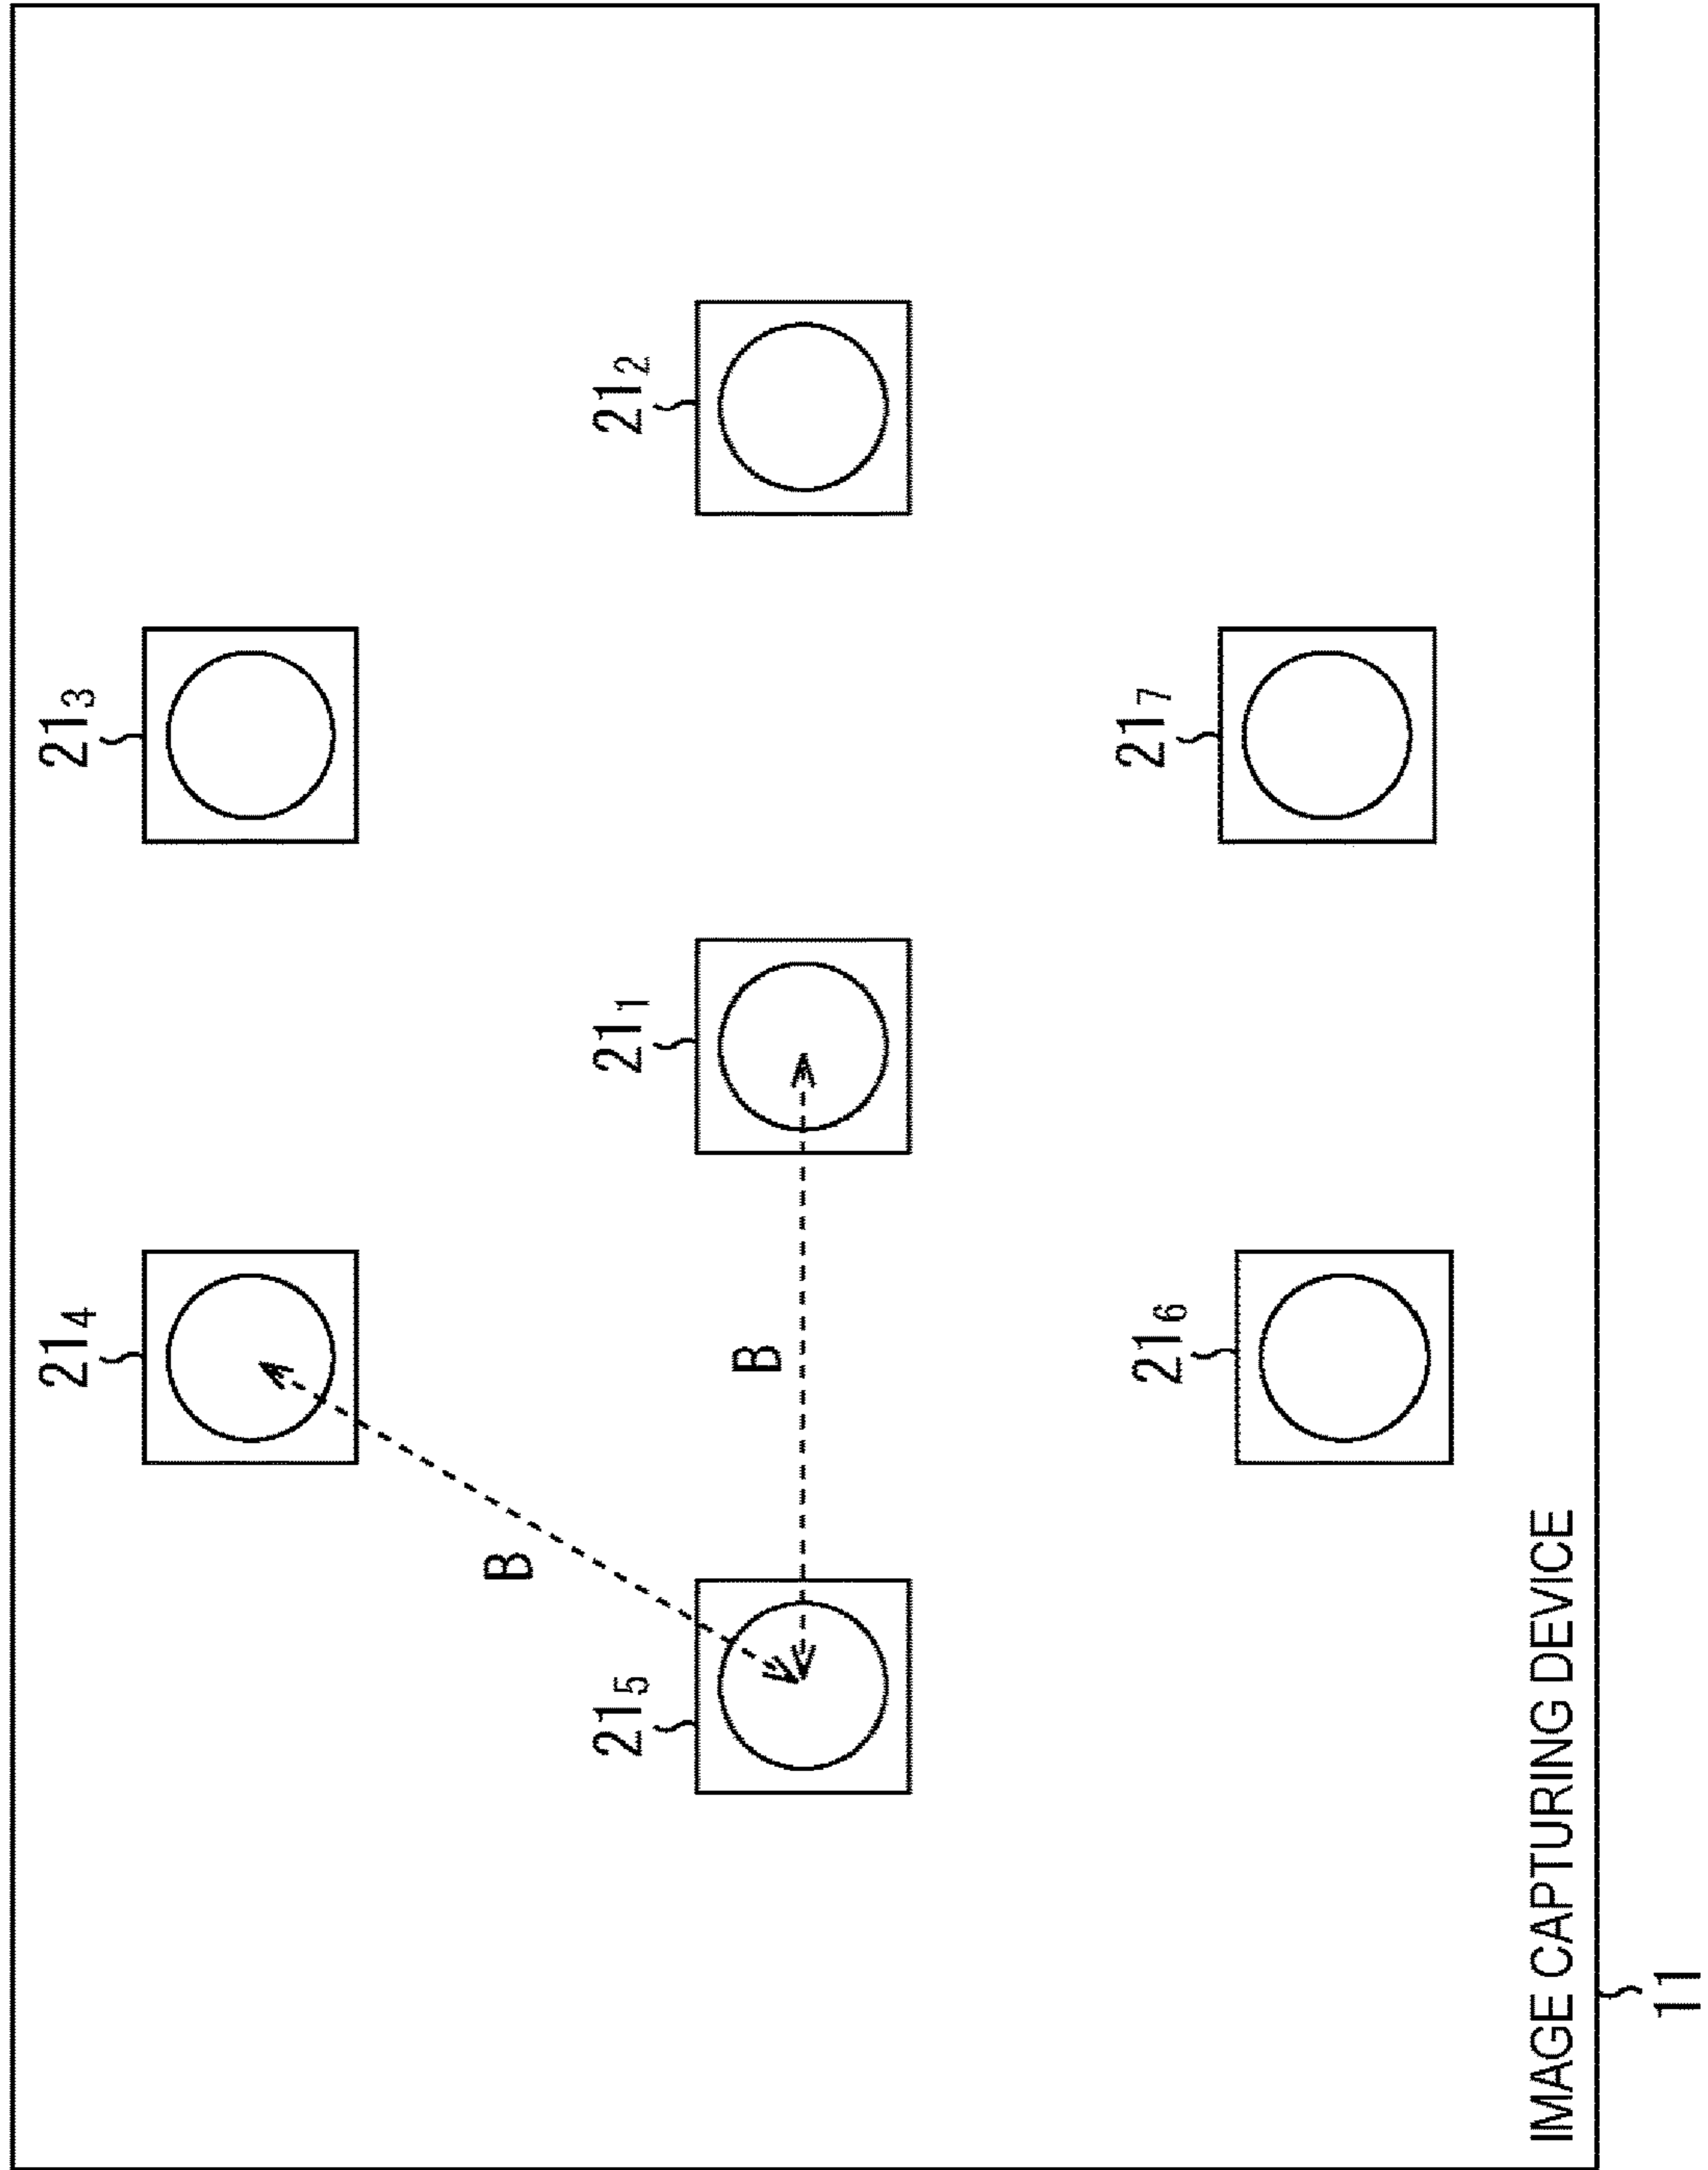 21₄ 21₃
B
21₅ 21₁ 21₂
B
21₆ 21₇
IMAGE CAPTURING DEVICE
11